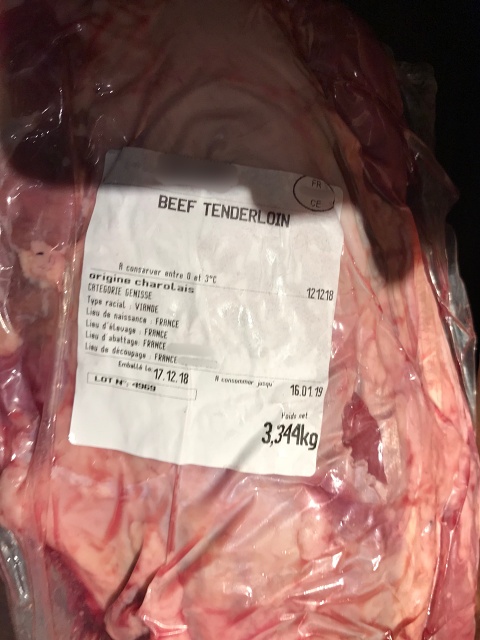 FR
CE
BEEF TENDERLOIN
A conserver entre 0 et 3°C
origine charolais 12.12.18
CATEGORIE GENISSE
Type racial : VIANDE
Lieu de naissance : FRANCE
Lieu d'élevage : FRANCE
Lieu d'abattage : FRANCE
Lieu de découpage : FRANCE
Emballé le: 17.12.18 A consommer jusqu' 16.01.19
LOT N°: 4969
Poids net
3,344kg